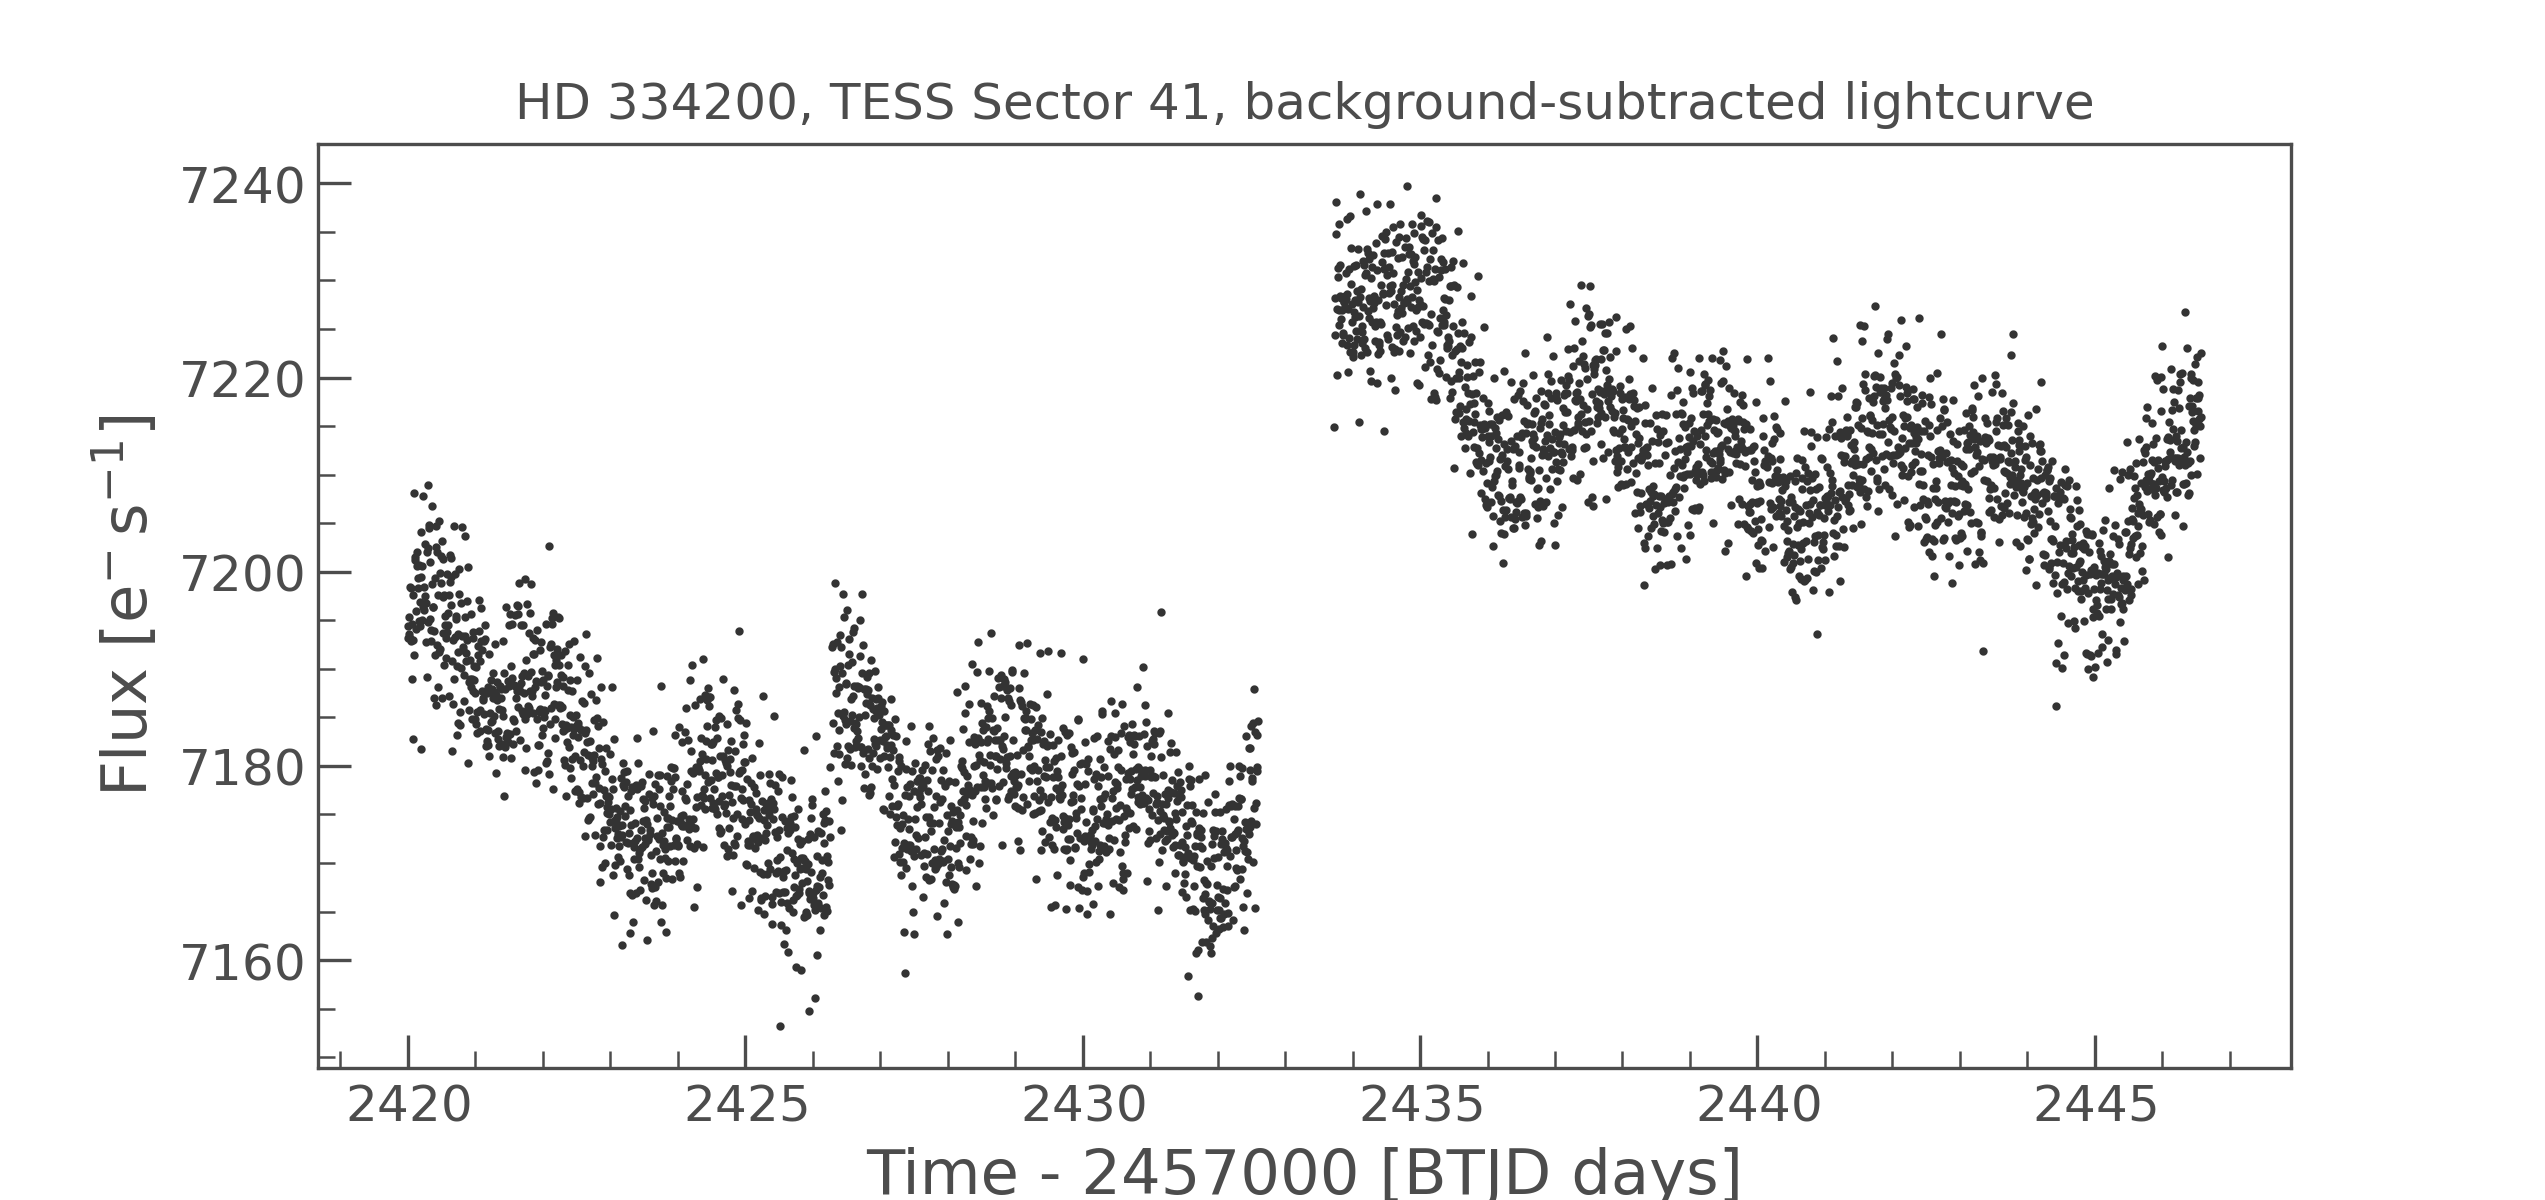 HD 334200, TESS Sector 41, background-subtracted lightcurve
7240
7220
7200
7180
7160
Flux [e⁻ s⁻¹]
2420 2425 2430 2435 2440 2445
Time - 2457000 [BTJD days]